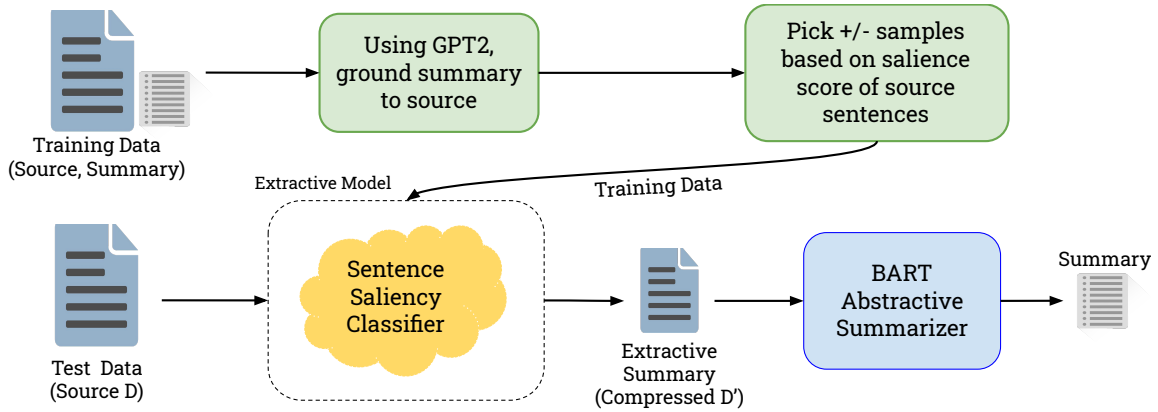 Using GPT2,
ground summary
to source
Pick +/- samples
based on salience
score of source
sentences
Training Data
(Source, Summary)
Extractive Model
Training Data
Sentence
Saliency
Classifier
BART
Abstractive
Summarizer
Summary
Test  Data
(Source D)
Extractive
Summary
(Compressed D')